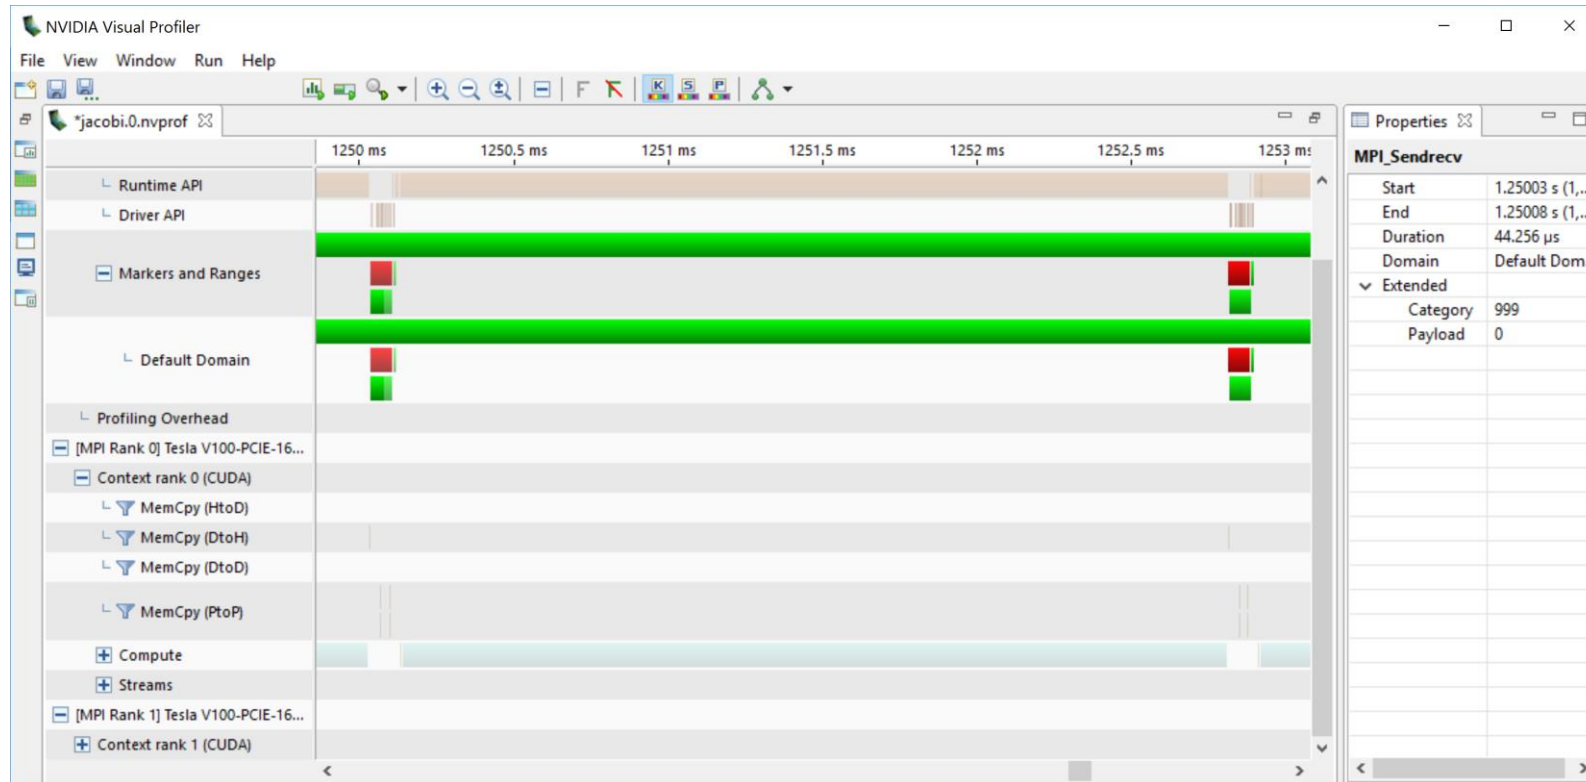 NVIDIA Visual Profiler
File View Window Run Help
*jacobi.0.nvprof
1250 ms 1250.5 ms 1251 ms 1251.5 ms 1252 ms 1252.5 ms 1253 ms
Runtime API
Driver API
Markers and Ranges
Default Domain
Profiling Overhead
[MPI Rank 0] Tesla V100-PCIE-16...
Context rank 0 (CUDA)
MemCpy (HtoD)
MemCpy (DtoH)
MemCpy (DtoD)
MemCpy (PtoP)
Compute
Streams
[MPI Rank 1] Tesla V100-PCIE-16...
Context rank 1 (CUDA)
Properties
MPI_Sendrecv
Start 1.25003 s (1,...
End 1.25008 s (1,...
Duration 44.256 µs
Domain Default Dom
Extended
Category 999
Payload 0